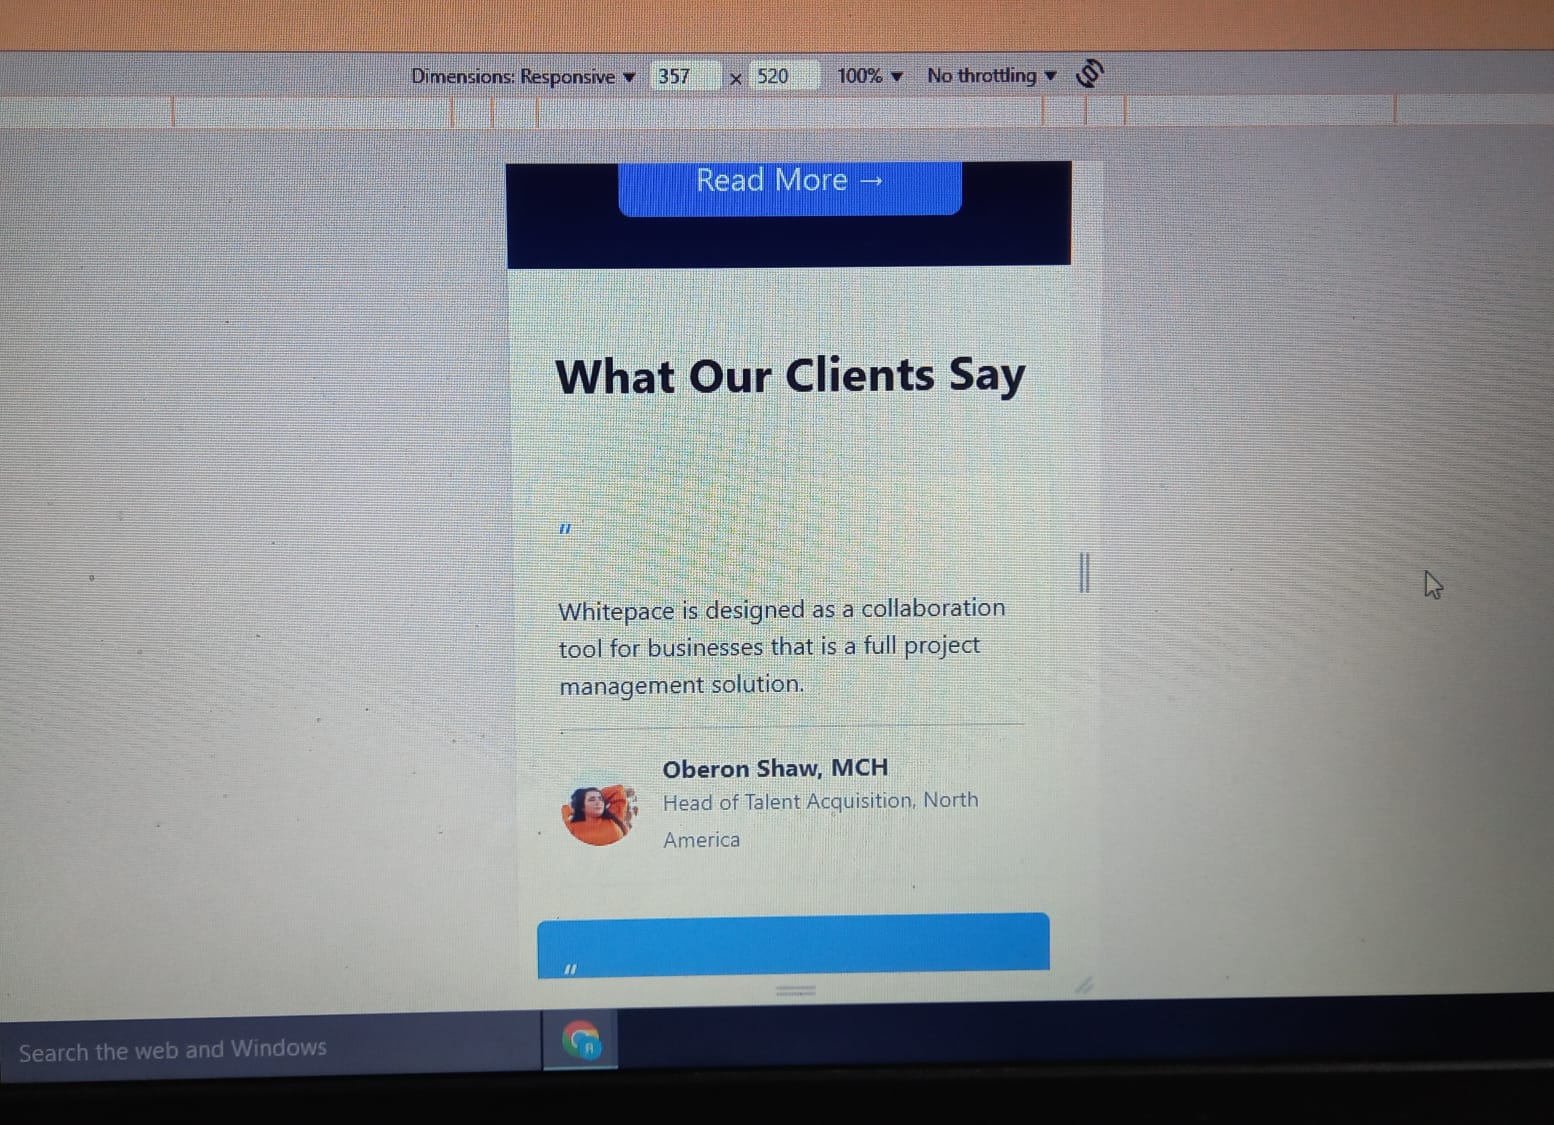 Dimensions: Responsive ▼ 357 × 520 100% ▼ No throttling ▼
Read More →
What Our Clients Say
"
Whitepace is designed as a collaboration
tool for businesses that is a full project
management solution.
Oberon Shaw, MCH
Head of Talent Acquisition, North
America
"
Search the web and Windows